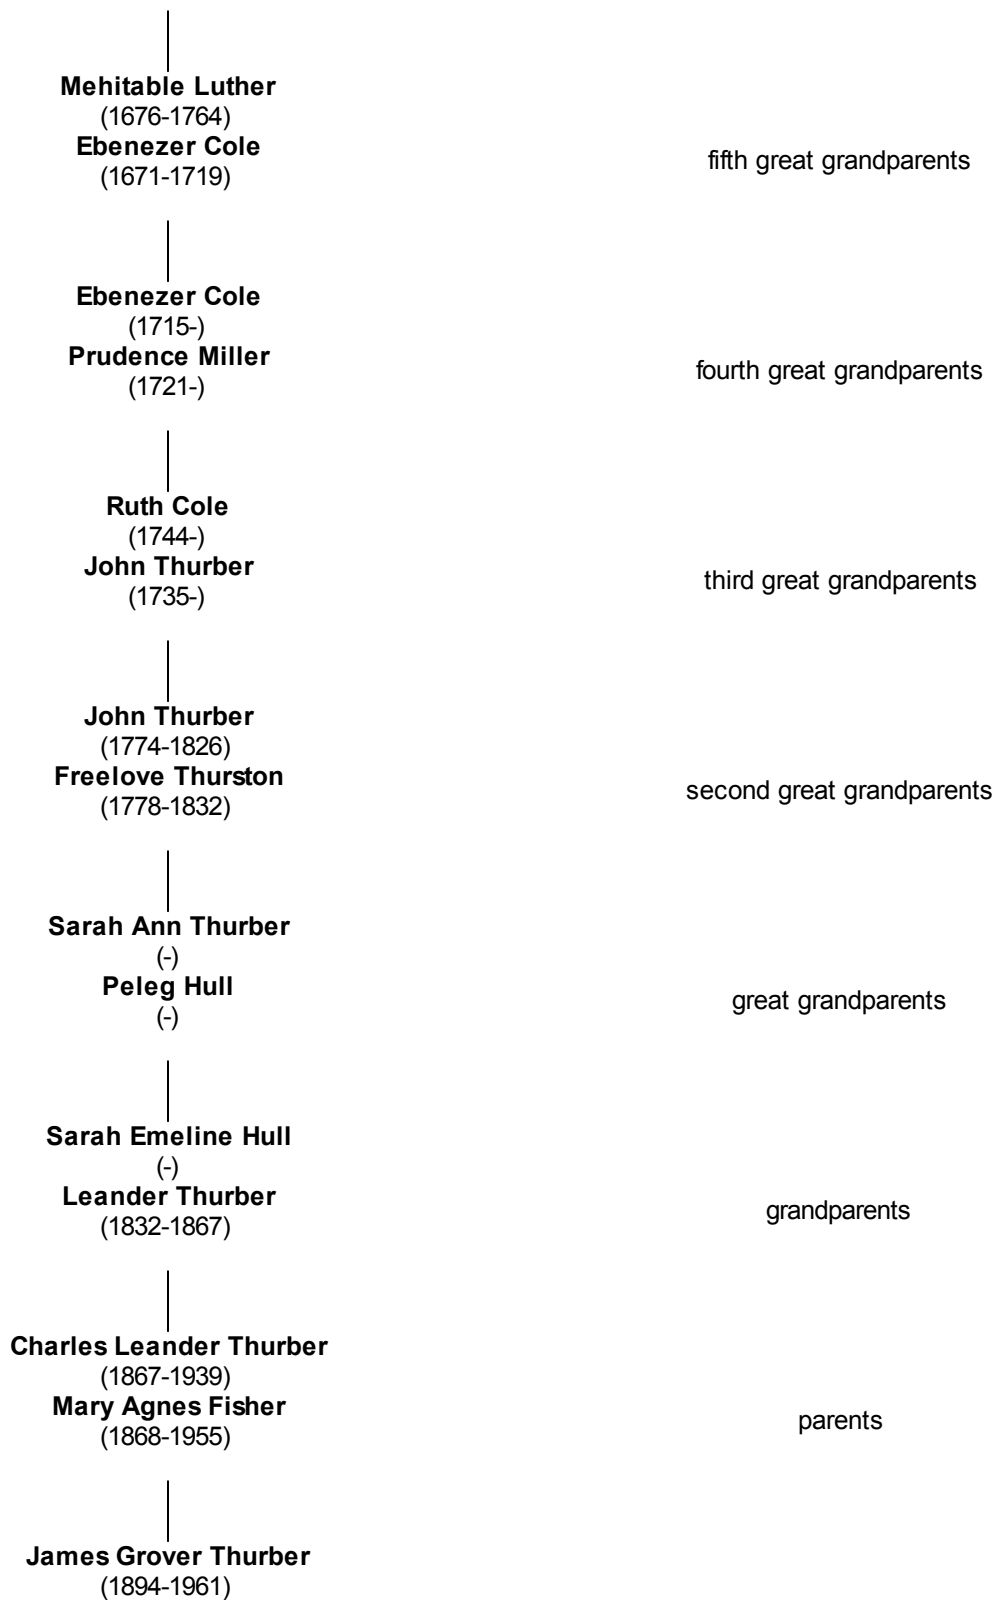 Mehitable Luther
(1676-1764)
Ebenezer Cole
(1671-1719)
fifth great grandparents
Ebenezer Cole
(1715-)
Prudence Miller
(1721-)
fourth great grandparents
Ruth Cole
(1744-)
John Thurber
(1735-)
third great grandparents
John Thurber
(1774-1826)
Freelove Thurston
(1778-1832)
second great grandparents
Sarah Ann Thurber
(-)
Peleg Hull
(-)
great grandparents
Sarah Emeline Hull
(-)
Leander Thurber
(1832-1867)
grandparents
Charles Leander Thurber
(1867-1939)
Mary Agnes Fisher
(1868-1955)
parents
James Grover Thurber
(1894-1961)